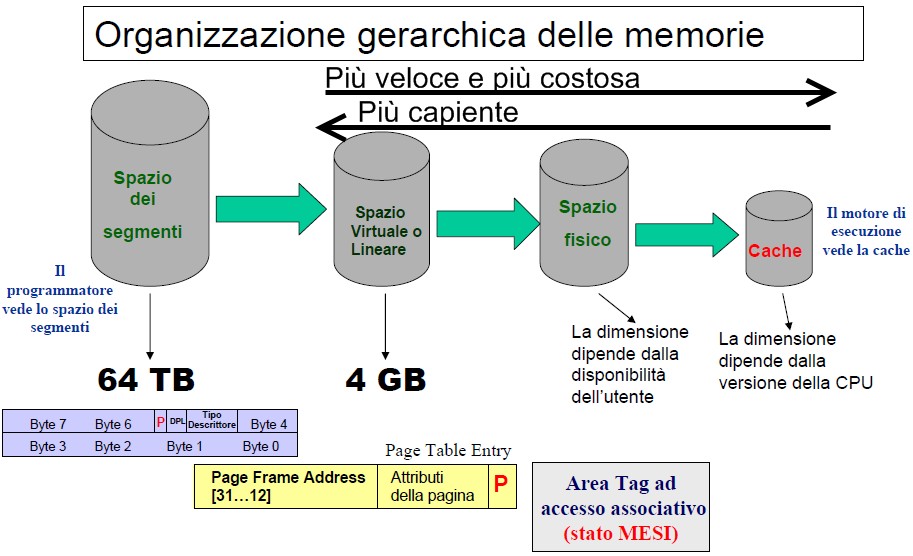 Organizzazione gerarchica delle memorie
Più veloce e più costosa
Più capiente
Spazio
dei
segmenti
Spazio
Virtuale o
Lineare
Spazio
fisico
Cache
Il motore di
esecuzione
vede la cache
Il
programmatore
vede lo spazio dei
segmenti
64 TB
4 GB
La dimensione
dipende dalla
disponibilità
dell'utente
La dimensione
dipende dalla
versione della CPU
Byte 7 Byte 6 P DPL Tipo Descrittore Byte 4
Byte 3 Byte 2 Byte 1 Byte 0
Page Table Entry
Page Frame Address
[31…12]
Attributi
della pagina
P
Area Tag ad
accesso associativo
(stato MESI)